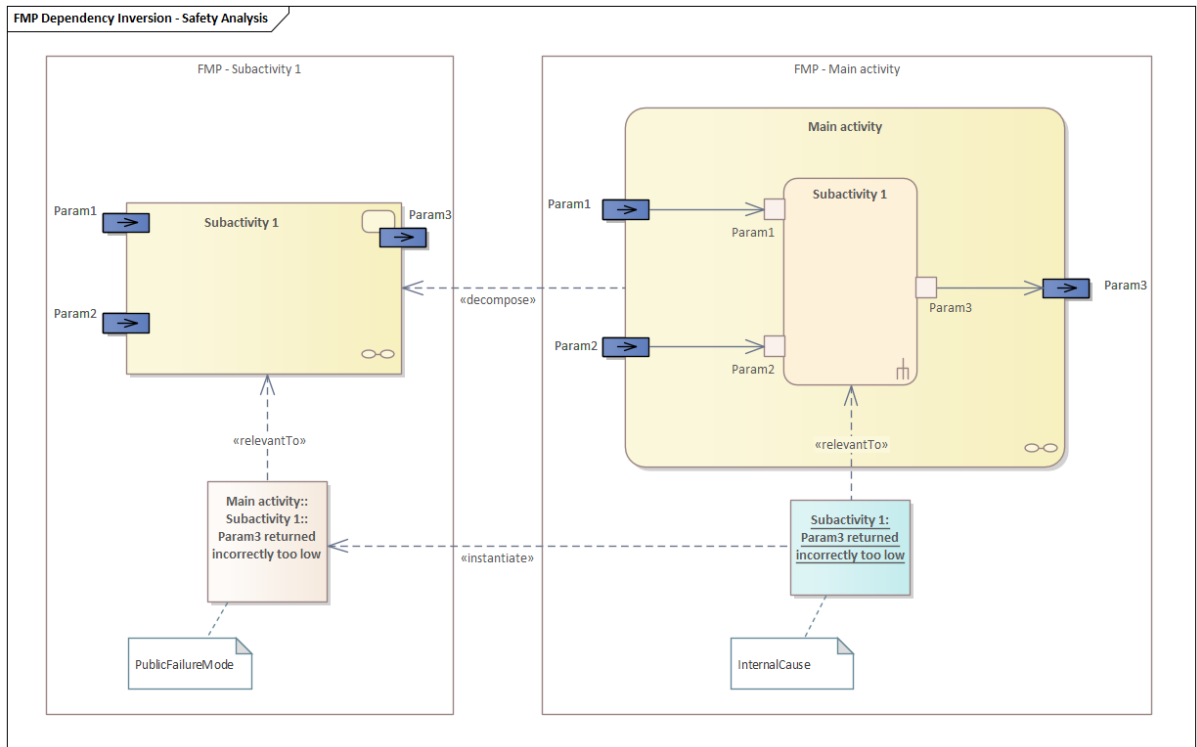 FMP Dependency Inversion - Safety Analysis
FMP - Subactivity 1
Param1
Subactivity 1
Param3
Param2
«relevantTo»
Main activity::
Subactivity 1::
Param3 returned
incorrectly too low
PublicFailureMode
«decompose»
«instantiate»
FMP - Main activity
Main activity
Param1
Param1
Subactivity 1
Param3
Param3
Param2
Param2
«relevantTo»
Subactivity 1:
Param3 returned
incorrectly too low
InternalCause